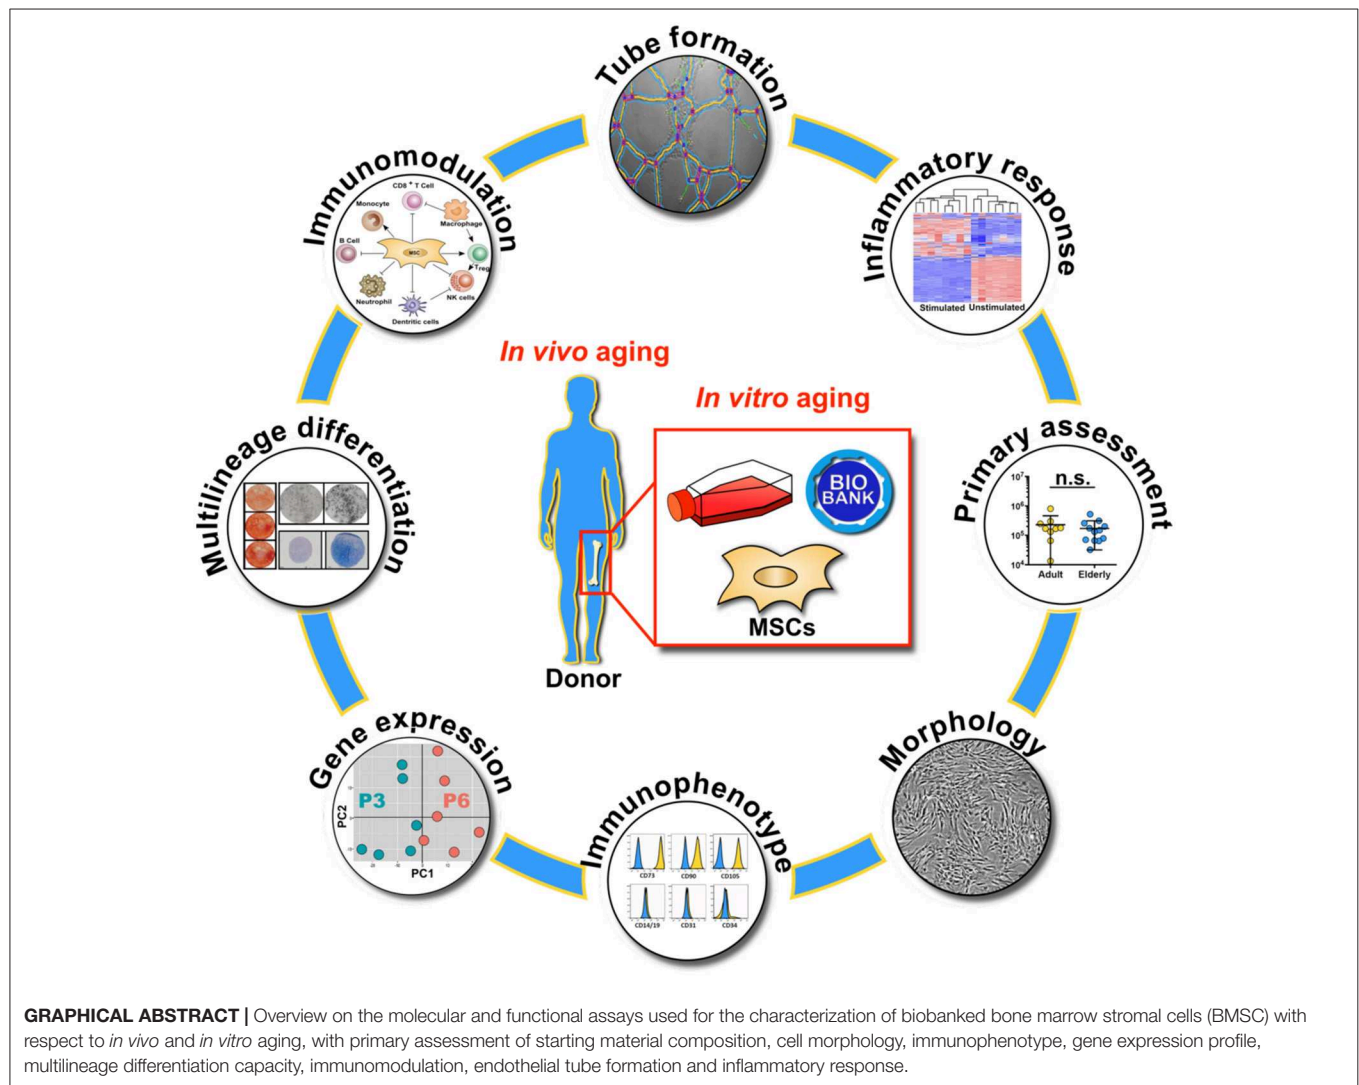 Tube formation
Immunomodulation
CD8 + T Cell
Monocyte
Macrophage
B Cell
MSC
Treg
Neutrophil
NK cells
Dentritic cells
Inflammatory response
Stimulated Unstimulated
In vivo aging
In vitro aging
BIO
BANK
MSCs
Donor
Multilineage differentiation
Primary assessment
n.s.
10⁷
10⁶
10⁵
10⁴
Adult Elderly
Gene expression
P3 P6
PC2
PC1
Immunophenotype
CD73 CD90 CD105
CD14/19 CD31 CD34
Morphology
GRAPHICAL ABSTRACT | Overview on the molecular and functional assays used for the characterization of biobanked bone marrow stromal cells (BMSC) with
respect to in vivo and in vitro aging, with primary assessment of starting material composition, cell morphology, immunophenotype, gene expression profile,
multilineage differentiation capacity, immunomodulation, endothelial tube formation and inflammatory response.